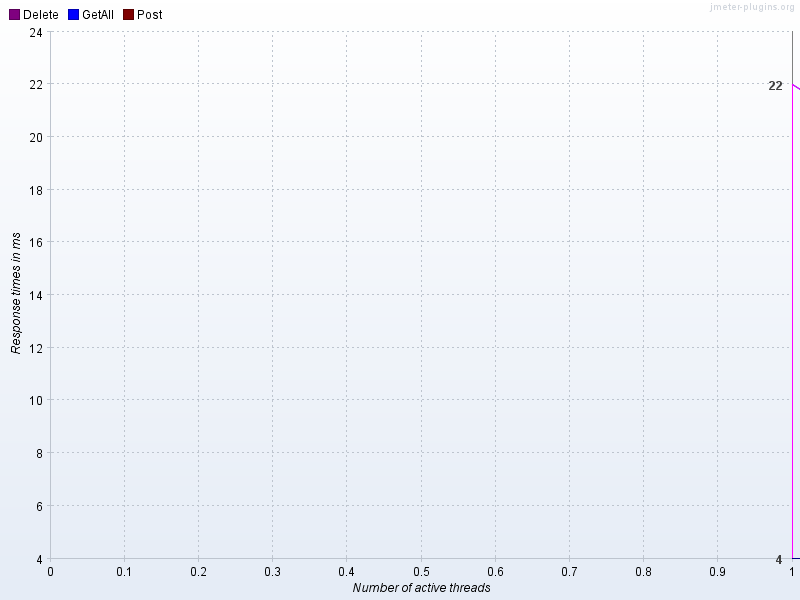 Delete GetAll Post
jmeter-plugins.org
24
22
22
20
18
16
14
12
10
8
6
4
4
0 0.1 0.2 0.3 0.4 0.5 0.6 0.7 0.8 0.9 1
Response times in ms
Number of active threads